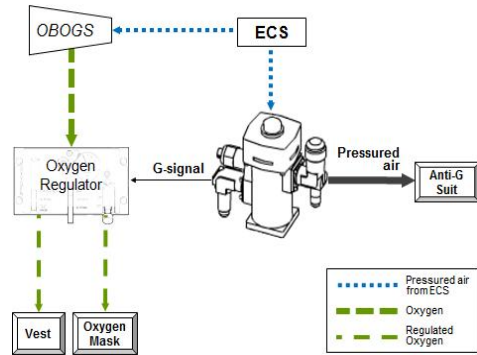 OBOGS
ECS
Oxygen
Regulator
G-signal
Pressured
air
Anti-G
Suit
Vest
Oxygen
Mask
Pressured air
from ECS
Oxygen
Regulated
Oxygen